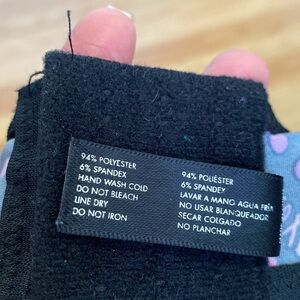 94% POLYESTER
6% SPANDEX
HAND WASH COLD
DO NOT BLEACH
LINE DRY
DO NOT IRON
94% POLIÉSTER
6% SPANDEX
LAVAR A MANO AGUA FRÍA
NO USAR BLANQUEADOR
SECAR COLGADO
NO PLANCHAR